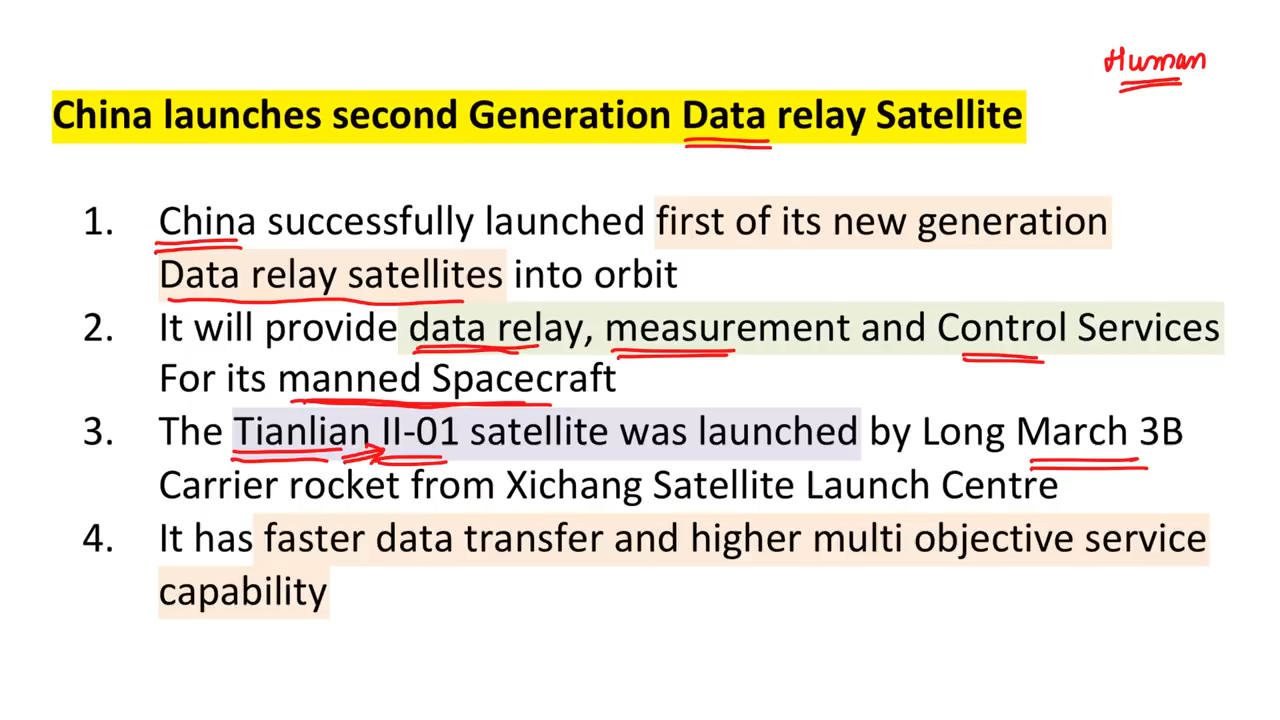 Human
China launches second Generation Data relay Satellite
1. China successfully launched first of its new generation
Data relay satellites into orbit
2. It will provide data relay, measurement and Control Services
For its manned Spacecraft
3. The Tianlian II-01 satellite was launched by Long March 3B
Carrier rocket from Xichang Satellite Launch Centre
4. It has faster data transfer and higher multi objective service
capability